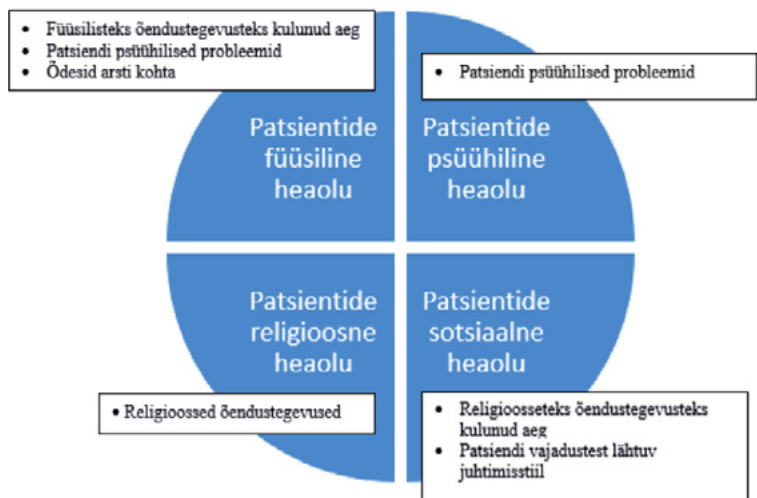 • Füüsilisteks õendustegevusteks kulunud aeg
• Patsiendi psüühilised probleemid
• Õdesid arsti kohta
• Patsiendi psüühilised probleemid
Patsientide
füüsiline
heaolu
Patsientide
psüühiline
heaolu
Patsientide
religioosne
heaolu
Patsientide
sotsiaalne
heaolu
• Religioossed õendustegevused
• Religioosseteks õendustegevusteks
kulunud aeg
• Patsiendi vajadustest lähtuv
juhtimisstiil